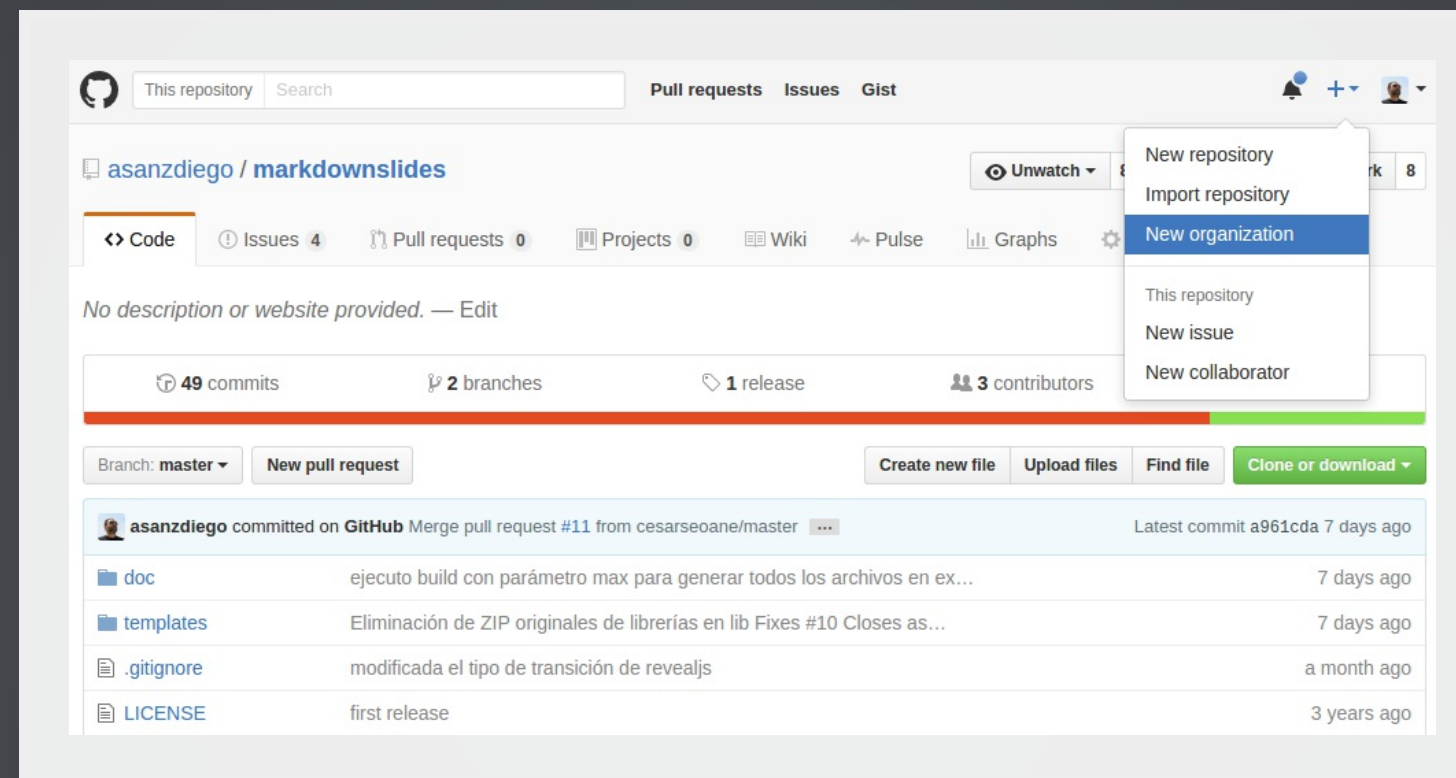 This repository Search Pull requests Issues Gist
asanzdiego / markdownslides Unwatch 8 rk 8
New repository
Import repository
New organization
This repository
New issue
New collaborator
Code Issues 4 Pull requests 0 Projects 0 Wiki Pulse Graphs
No description or website provided. — Edit
49 commits 2 branches 1 release 3 contributors
Branch: master New pull request Create new file Upload files Find file Clone or download
asanzdiego committed on GitHub Merge pull request #11 from cesarseoane/master ... Latest commit a961cda 7 days ago
doc ejecuto build con parámetro max para generar todos los archivos en ex… 7 days ago
templates Eliminación de ZIP originales de librerías en lib Fixes #10 Closes as… 7 days ago
.gitignore modificada el tipo de transición de revealjs a month ago
LICENSE first release 3 years ago